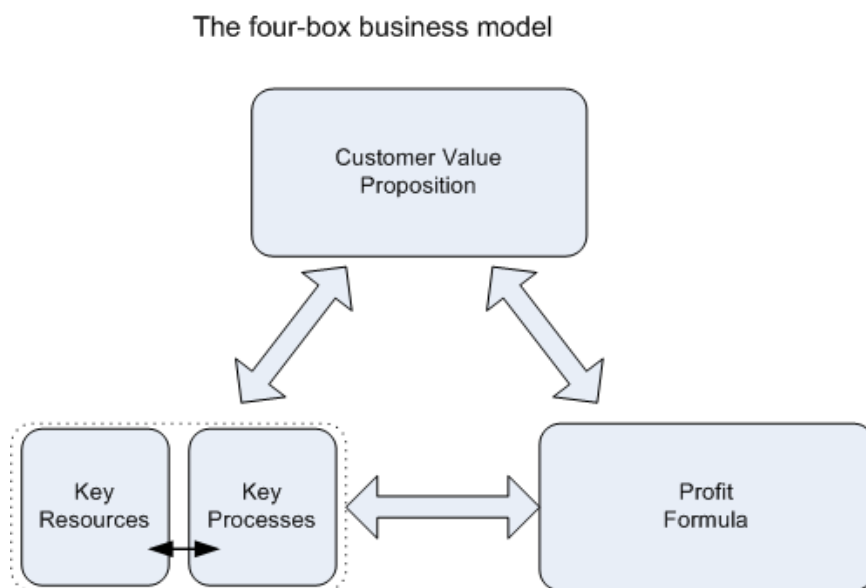 The four-box business model
Customer Value
Proposition
Key
Resources
Key
Processes
Profit
Formula